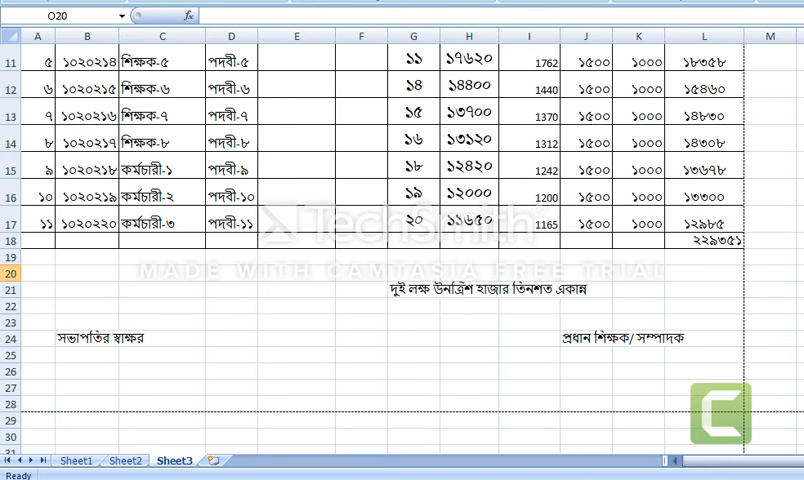 O20 fx
A B C D E F G H I J K L M
11 ৫ ১০২০২১৪ শিক্ষক-৫ পদবী-৫ ১১ ১৭৬২০ 1762 ১৫০০ ১০০০ ১৮৩৫৮
12 ৬ ১০২০২১৫ শিক্ষক-৬ পদবী-৬ ১৪ ১৪৪০০ 1440 ১৫০০ ১০০০ ১৫৪৬০
13 ৭ ১০২০২১৬ শিক্ষক-৭ পদবী-৭ ১৫ ১৩৭০০ 1370 ১৫০০ ১০০০ ১৪৮৩০
14 ৮ ১০২০২১৭ শিক্ষক-৮ পদবী-৮ ১৬ ১৩১২০ 1312 ১৫০০ ১০০০ ১৪৩০৮
15 ৯ ১০২০২১৮ কর্মচারী-১ পদবী-৯ ১৮ ১২৪২০ 1242 ১৫০০ ১০০০ ১৩৬৭৮
16 ১০ ১০২০২১৯ কর্মচারী-২ পদবী-১০ ১৯ ১২০০০ 1200 ১৫০০ ১০০০ ১৩৩০০
17 ১১ ১০২০২২০ কর্মচারী-৩ পদবী-১১ ২০ ১১৬৫০ 1165 ১৫০০ ১০০০ ১২৯৮৫
TechSmith
18 ২২৯৩৫১
19
20
MADE WITH CAMTASIA FREE TRIAL
21 দুই লক্ষ উনত্রিশ হাজার তিনশত একান্ন
22
23
24 সভাপতির স্বাক্ষর প্রধান শিক্ষক/ সম্পাদক
25
26
27
28
29
30
31
Sheet1 Sheet2 Sheet3
Ready